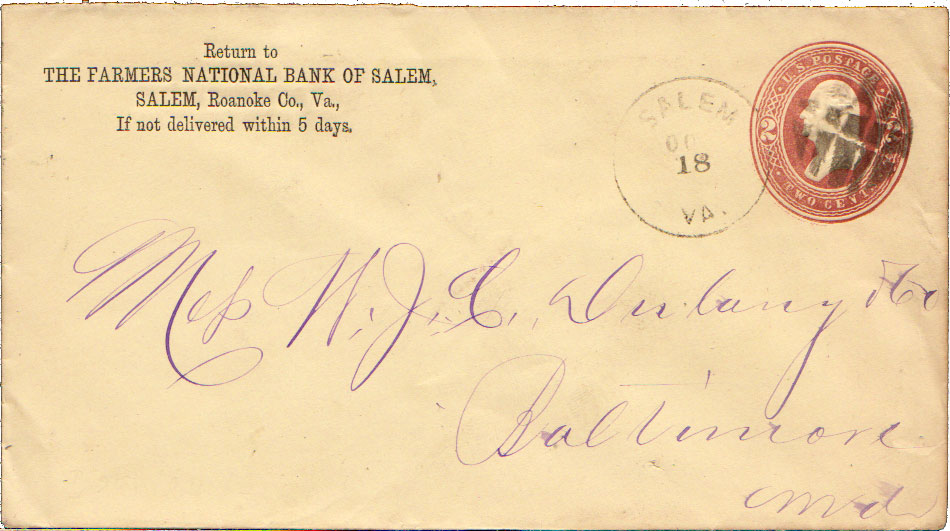 Return to
THE FARMERS NATIONAL BANK OF SALEM,
SALEM, Roanoke Co., Va.,
If not delivered within 5 days.
SALEM
18
VA.
U.S. POSTAGE
2
TWO CENTS
Mess W. J. C. Dulany & Co
Baltimore
Md